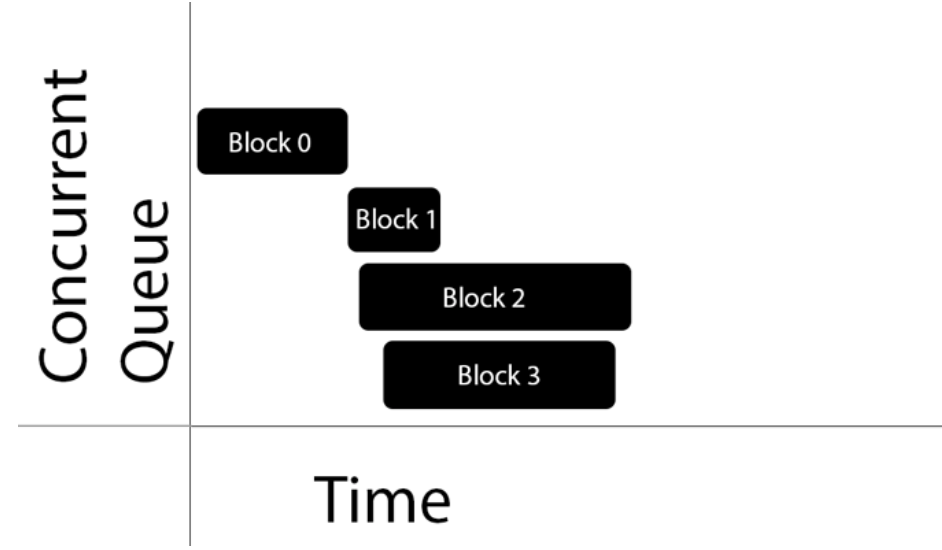 Concurrent
Queue
Block 0
Block 1
Block 2
Block 3
Time